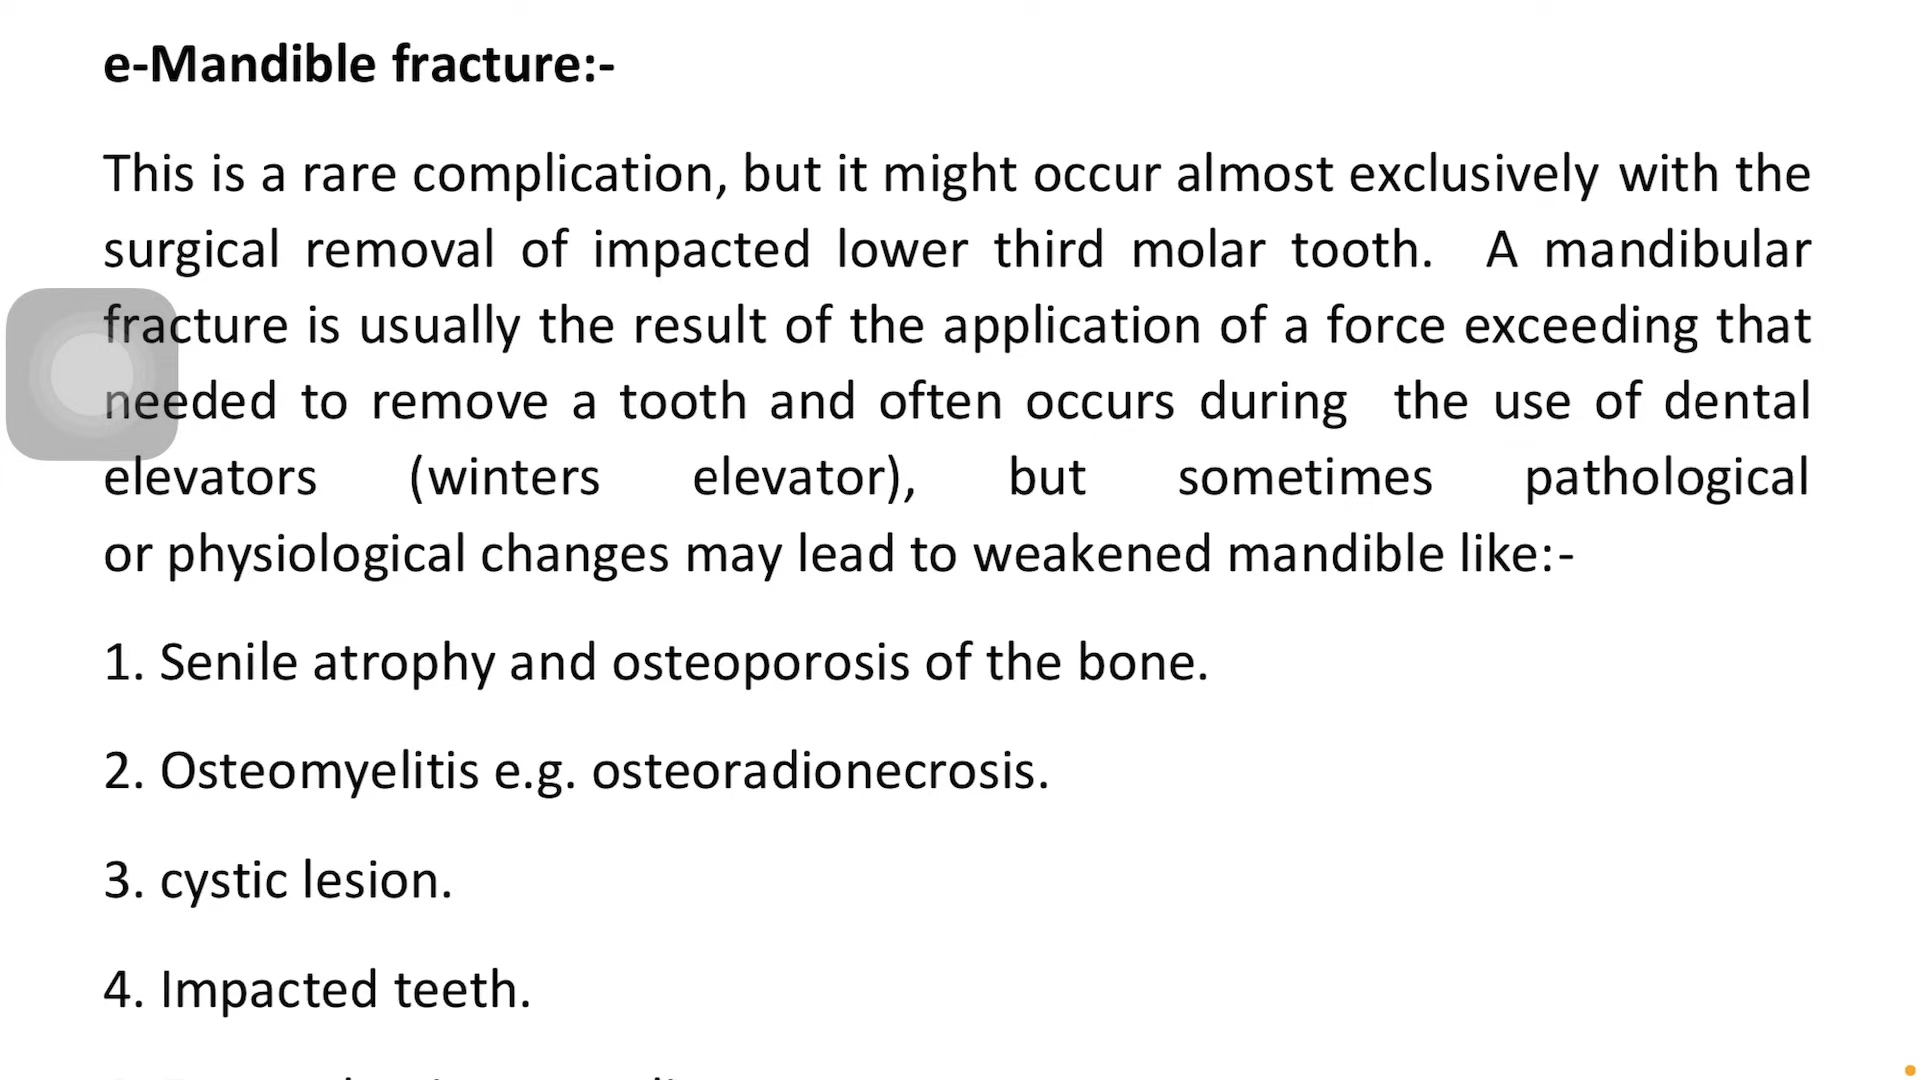 e-Mandible fracture:-
This is a rare complication, but it might occur almost exclusively with the
surgical removal of impacted lower third molar tooth. A mandibular
fracture is usually the result of the application of a force exceeding that
needed to remove a tooth and often occurs during the use of dental
elevators (winters elevator), but sometimes pathological
or physiological changes may lead to weakened mandible like:-
1. Senile atrophy and osteoporosis of the bone.
2. Osteomyelitis e.g. osteoradionecrosis.
3. cystic lesion.
4. Impacted teeth.